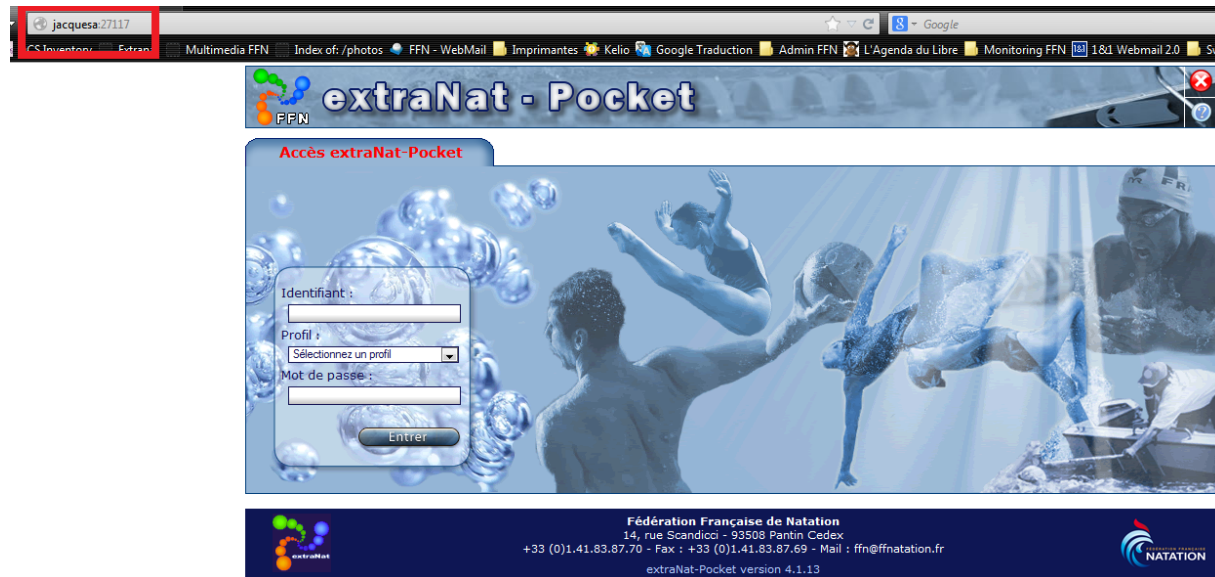 jacquesa:27117
Google
CS Inventory
Multimedia FFN Index of: /photos FFN - WebMail Imprimantes Kelio Google Traduction Admin FFN L'Agenda du Libre Monitoring FFN 1&1 Webmail 2.0
FFN
extraNat - Pocket
Accès extraNat-Pocket
Identifiant :
Profil :
Sélectionnez un profil
Mot de passe :
Entrer
Fédération Française de Natation
14, rue Scandicci - 93508 Pantin Cedex
+33 (0)1.41.83.87.70 - Fax : +33 (0)1.41.83.87.69 - Mail : ffn@ffnatation.fr
extraNat-Pocket version 4.1.13
extraNat
FÉDÉRATION FRANÇAISE
NATATION